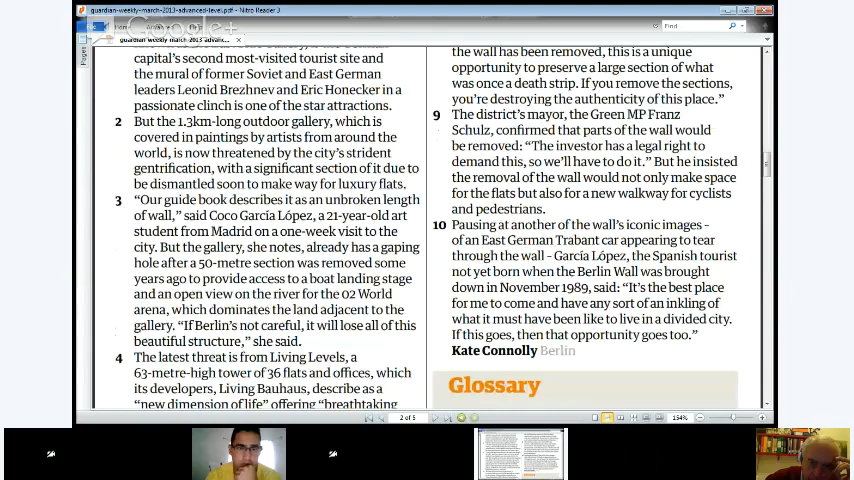 guardian-weekly-march-2013-advanced-level.pdf - Nitro Reader 3
Google+
Find
guardian-weekly-march-2013-advanc...
Pages
capital's second most-visited tourist site and
the mural of former Soviet and East German
leaders Leonid Brezhnev and Eric Honecker in a
passionate clinch is one of the star attractions.
2 But the 1.3km-long outdoor gallery, which is
covered in paintings by artists from around the
world, is now threatened by the city's strident
gentrification, with a significant section of it due to
be dismantled soon to make way for luxury flats.
3 "Our guide book describes it as an unbroken length
of wall," said Coco García López, a 21-year-old art
student from Madrid on a one-week visit to the
city. But the gallery, she notes, already has a gaping
hole after a 50-metre section was removed some
years ago to provide access to a boat landing stage
and an open view on the river for the 02 World
arena, which dominates the land adjacent to the
gallery. "If Berlin's not careful, it will lose all of this
beautiful structure," she said.
4 The latest threat is from Living Levels, a
63-metre-high tower of 36 flats and offices, which
its developers, Living Bauhaus, describe as a
"new dimension of life" offering "breathtaking
the wall has been removed, this is a unique
opportunity to preserve a large section of what
was once a death strip. If you remove the sections,
you're destroying the authenticity of this place."
9 The district's mayor, the Green MP Franz
Schulz, confirmed that parts of the wall would
be removed: "The investor has a legal right to
demand this, so we'll have to do it." But he insisted
the removal of the wall would not only make space
for the flats but also for a new walkway for cyclists
and pedestrians.
10 Pausing at another of the wall's iconic images –
of an East German Trabant car appearing to tear
through the wall – García López, the Spanish tourist
not yet born when the Berlin Wall was brought
down in November 1989, said: "It's the best place
for me to come and have any sort of an inkling of
what it must have been like to live in a divided city.
If this goes, then that opportunity goes too."
Kate Connolly Berlin
Glossary
2 of 5
154%